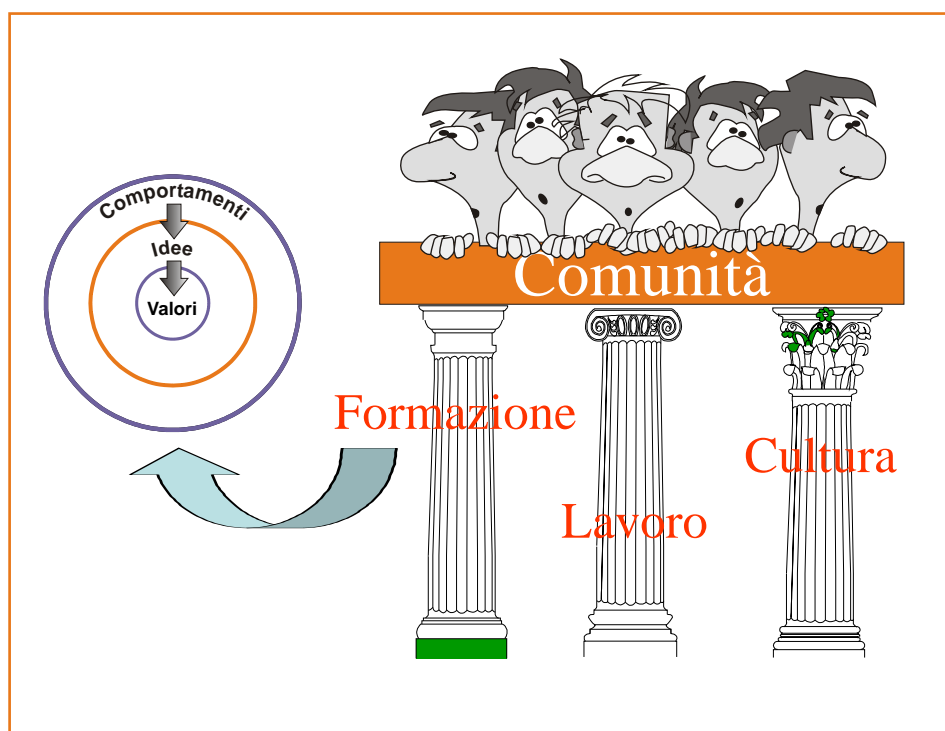 Comportamenti
Idee
Valori
Comunità
Formazione
Cultura
Lavoro